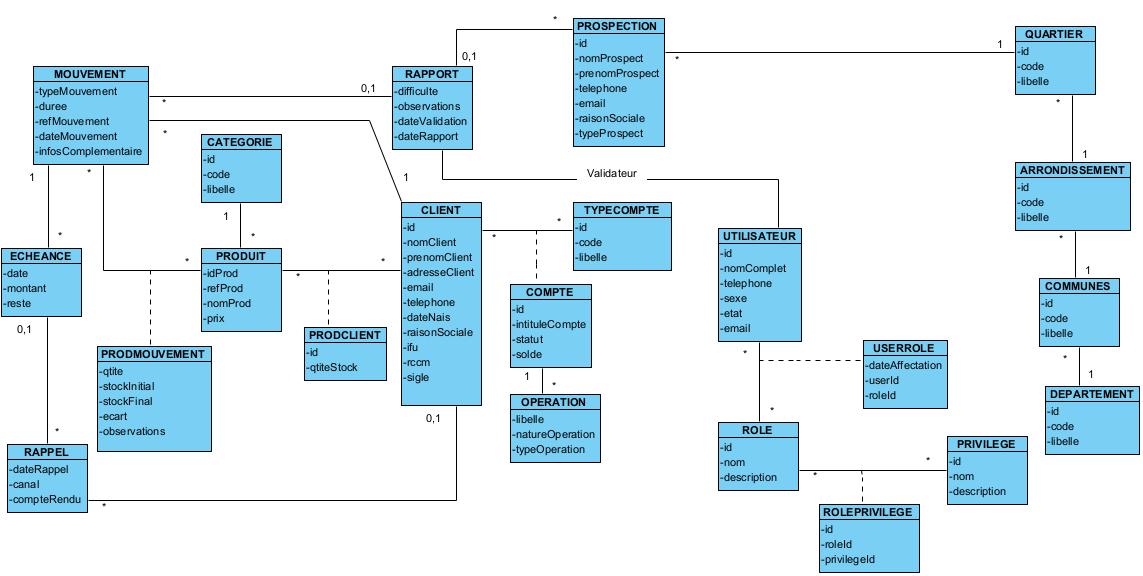 MOUVEMENT
-typeMouvement
-duree
-refMouvement
-dateMouvement
-infosComplementaire
RAPPORT
-difficulte
-observations
-dateValidation
-dateRapport
PROSPECTION
-id
-nomProspect
-prenomProspect
-telephone
-email
-raisonSociale
-typeProspect
QUARTIER
-id
-code
-libelle
*
0,1
*
1
0,1
*
*
1
CATEGORIE
-id
-code
-libelle
1
*
Validateur
*
1
ARRONDISSEMENT
-id
-code
-libelle
*
1
1
*
*
ECHEANCE
-date
-montant
-reste
0,1
*
PRODUIT
-idProd
-refProd
-nomProd
-prix
*
*
*
CLIENT
-id
-nomClient
-prenomClient
-adresseClient
-email
-telephone
-dateNais
-raisonSociale
-ifu
-rccm
-sigle
0,1
*
*
TYPECOMPTE
-id
-code
-libelle
UTILISATEUR
-id
-nomComplet
-telephone
-sexe
-etat
-email
*
*
COMMUNES
-id
-code
-libelle
*
1
COMPTE
-id
-intituleCompte
-statut
-solde
1
*
PRODCLIENT
-id
-qtiteStock
PRODMOUVEMENT
-qtite
-stockInitial
-stockFinal
-ecart
-observations
USERROLE
-dateAffectation
-userId
-roleId
DEPARTEMENT
-id
-code
-libelle
OPERATION
-libelle
-natureOperation
-typeOperation
RAPPEL
-dateRappel
-canal
-compteRendu
*
ROLE
-id
-nom
-description
*
*
PRIVILEGE
-id
-nom
-description
ROLEPRIVILEGE
-id
-roleId
-privilegeId